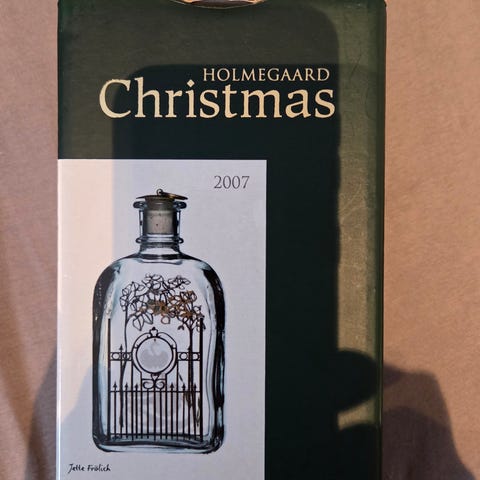 HOLMEGAARD
Christmas
2007
Jette Frölich